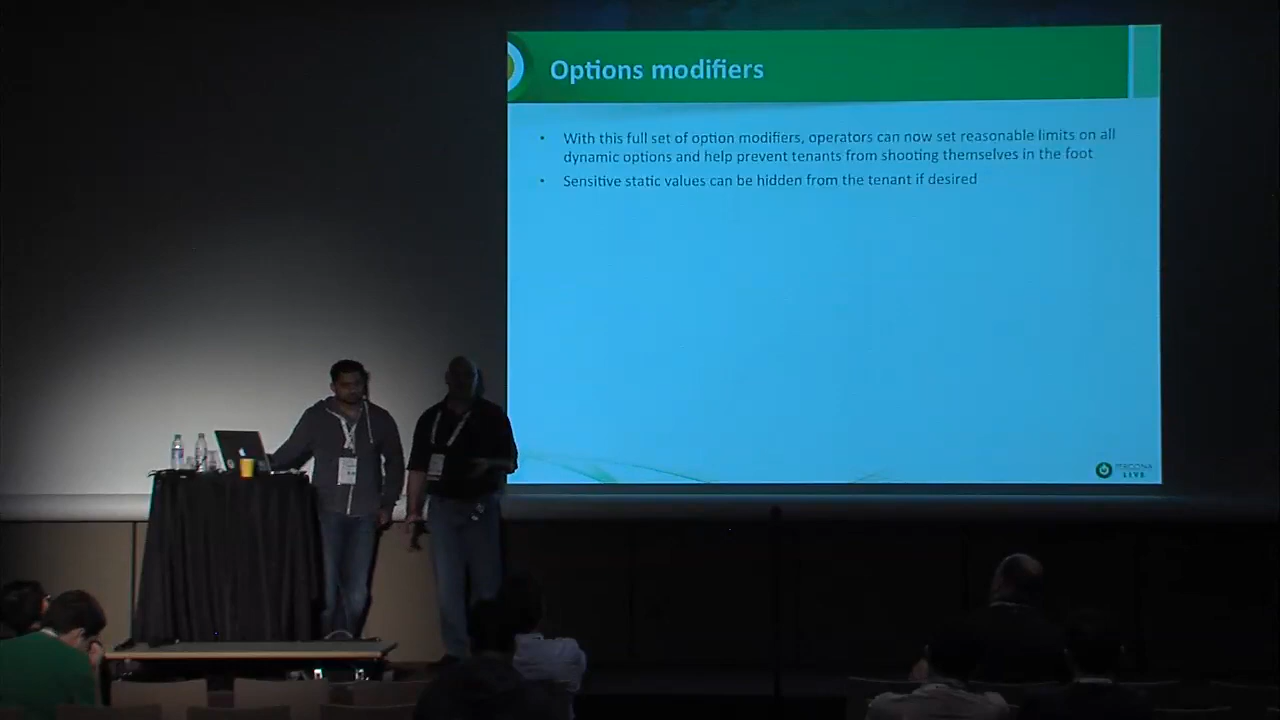 Options modifiers
• With this full set of option modifiers, operators can now set reasonable limits on all
dynamic options and help prevent tenants from shooting themselves in the foot
• Sensitive static values can be hidden from the tenant if desired
PERCONA
LIVE